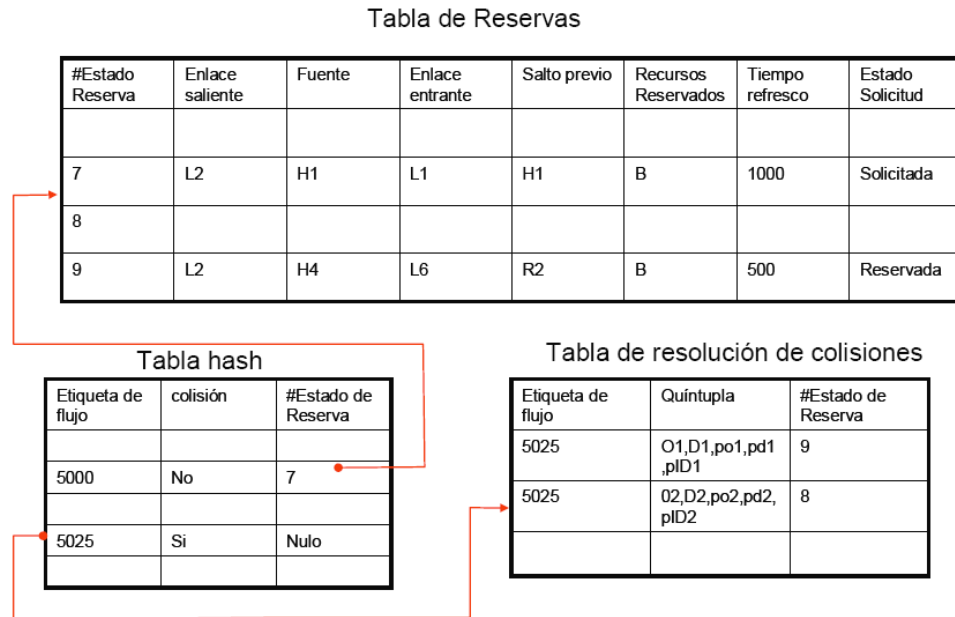 Tabla de Reservas
#Estado Reserva Enlace saliente Fuente Enlace entrante Salto previo Recursos Reservados Tiempo refresco Estado Solicitud
7 L2 H1 L1 H1 B 1000 Solicitada
8
9 L2 H4 L6 R2 B 500 Reservada
Tabla hash
Etiqueta de flujo colisión #Estado de Reserva
5000 No 7
5025 Si Nulo
Tabla de resolución de colisiones
Etiqueta de flujo Quíntupla #Estado de Reserva
5025 O1,D1,po1,pd1 ,pID1 9
5025 02,D2,po2,pd2, pID2 8